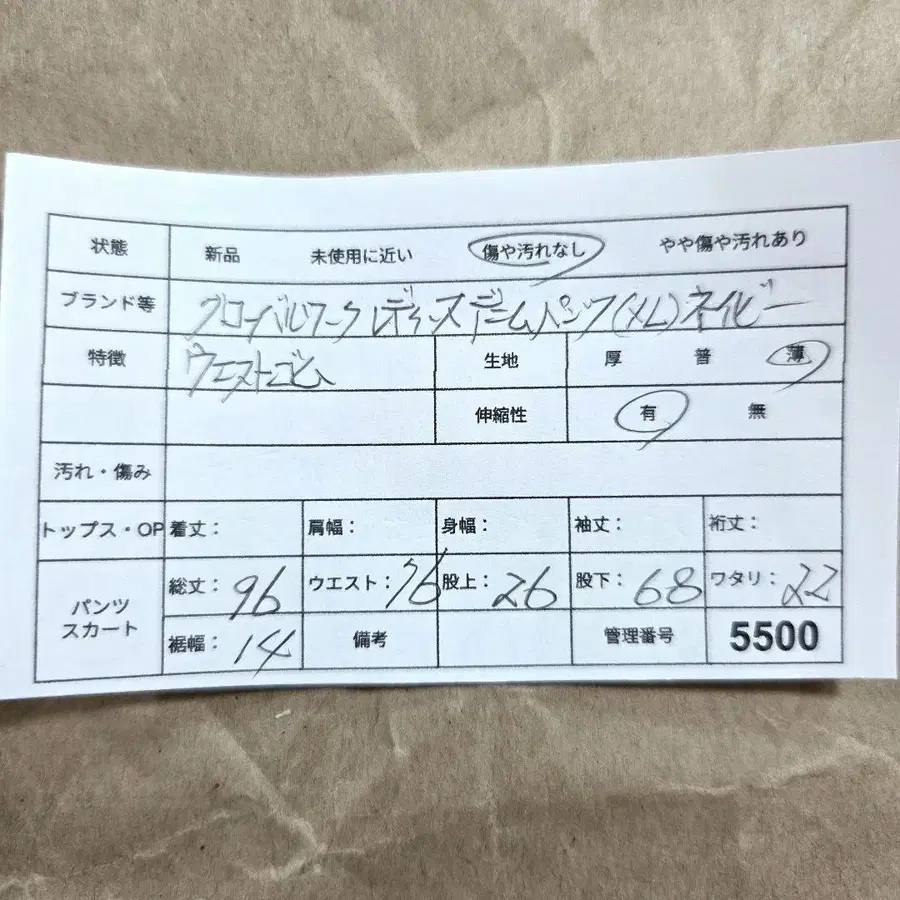 状態 新品 未使用に近い 傷や汚れなし やや傷や汚れあり
ブランド等 グローバルワーク レディース デニムパンツ(XL)ネイビー
特徴 ウエストゴム 生地 厚 普 薄
伸縮性 有 無
汚れ・傷み
トップス・OP 着丈: 肩幅: 身幅: 袖丈: 裄丈:
パンツ スカート 総丈: 96 ウエスト: 76 股上: 26 股下: 68 ワタリ: 22
裾幅: 14 備考 管理番号 5500